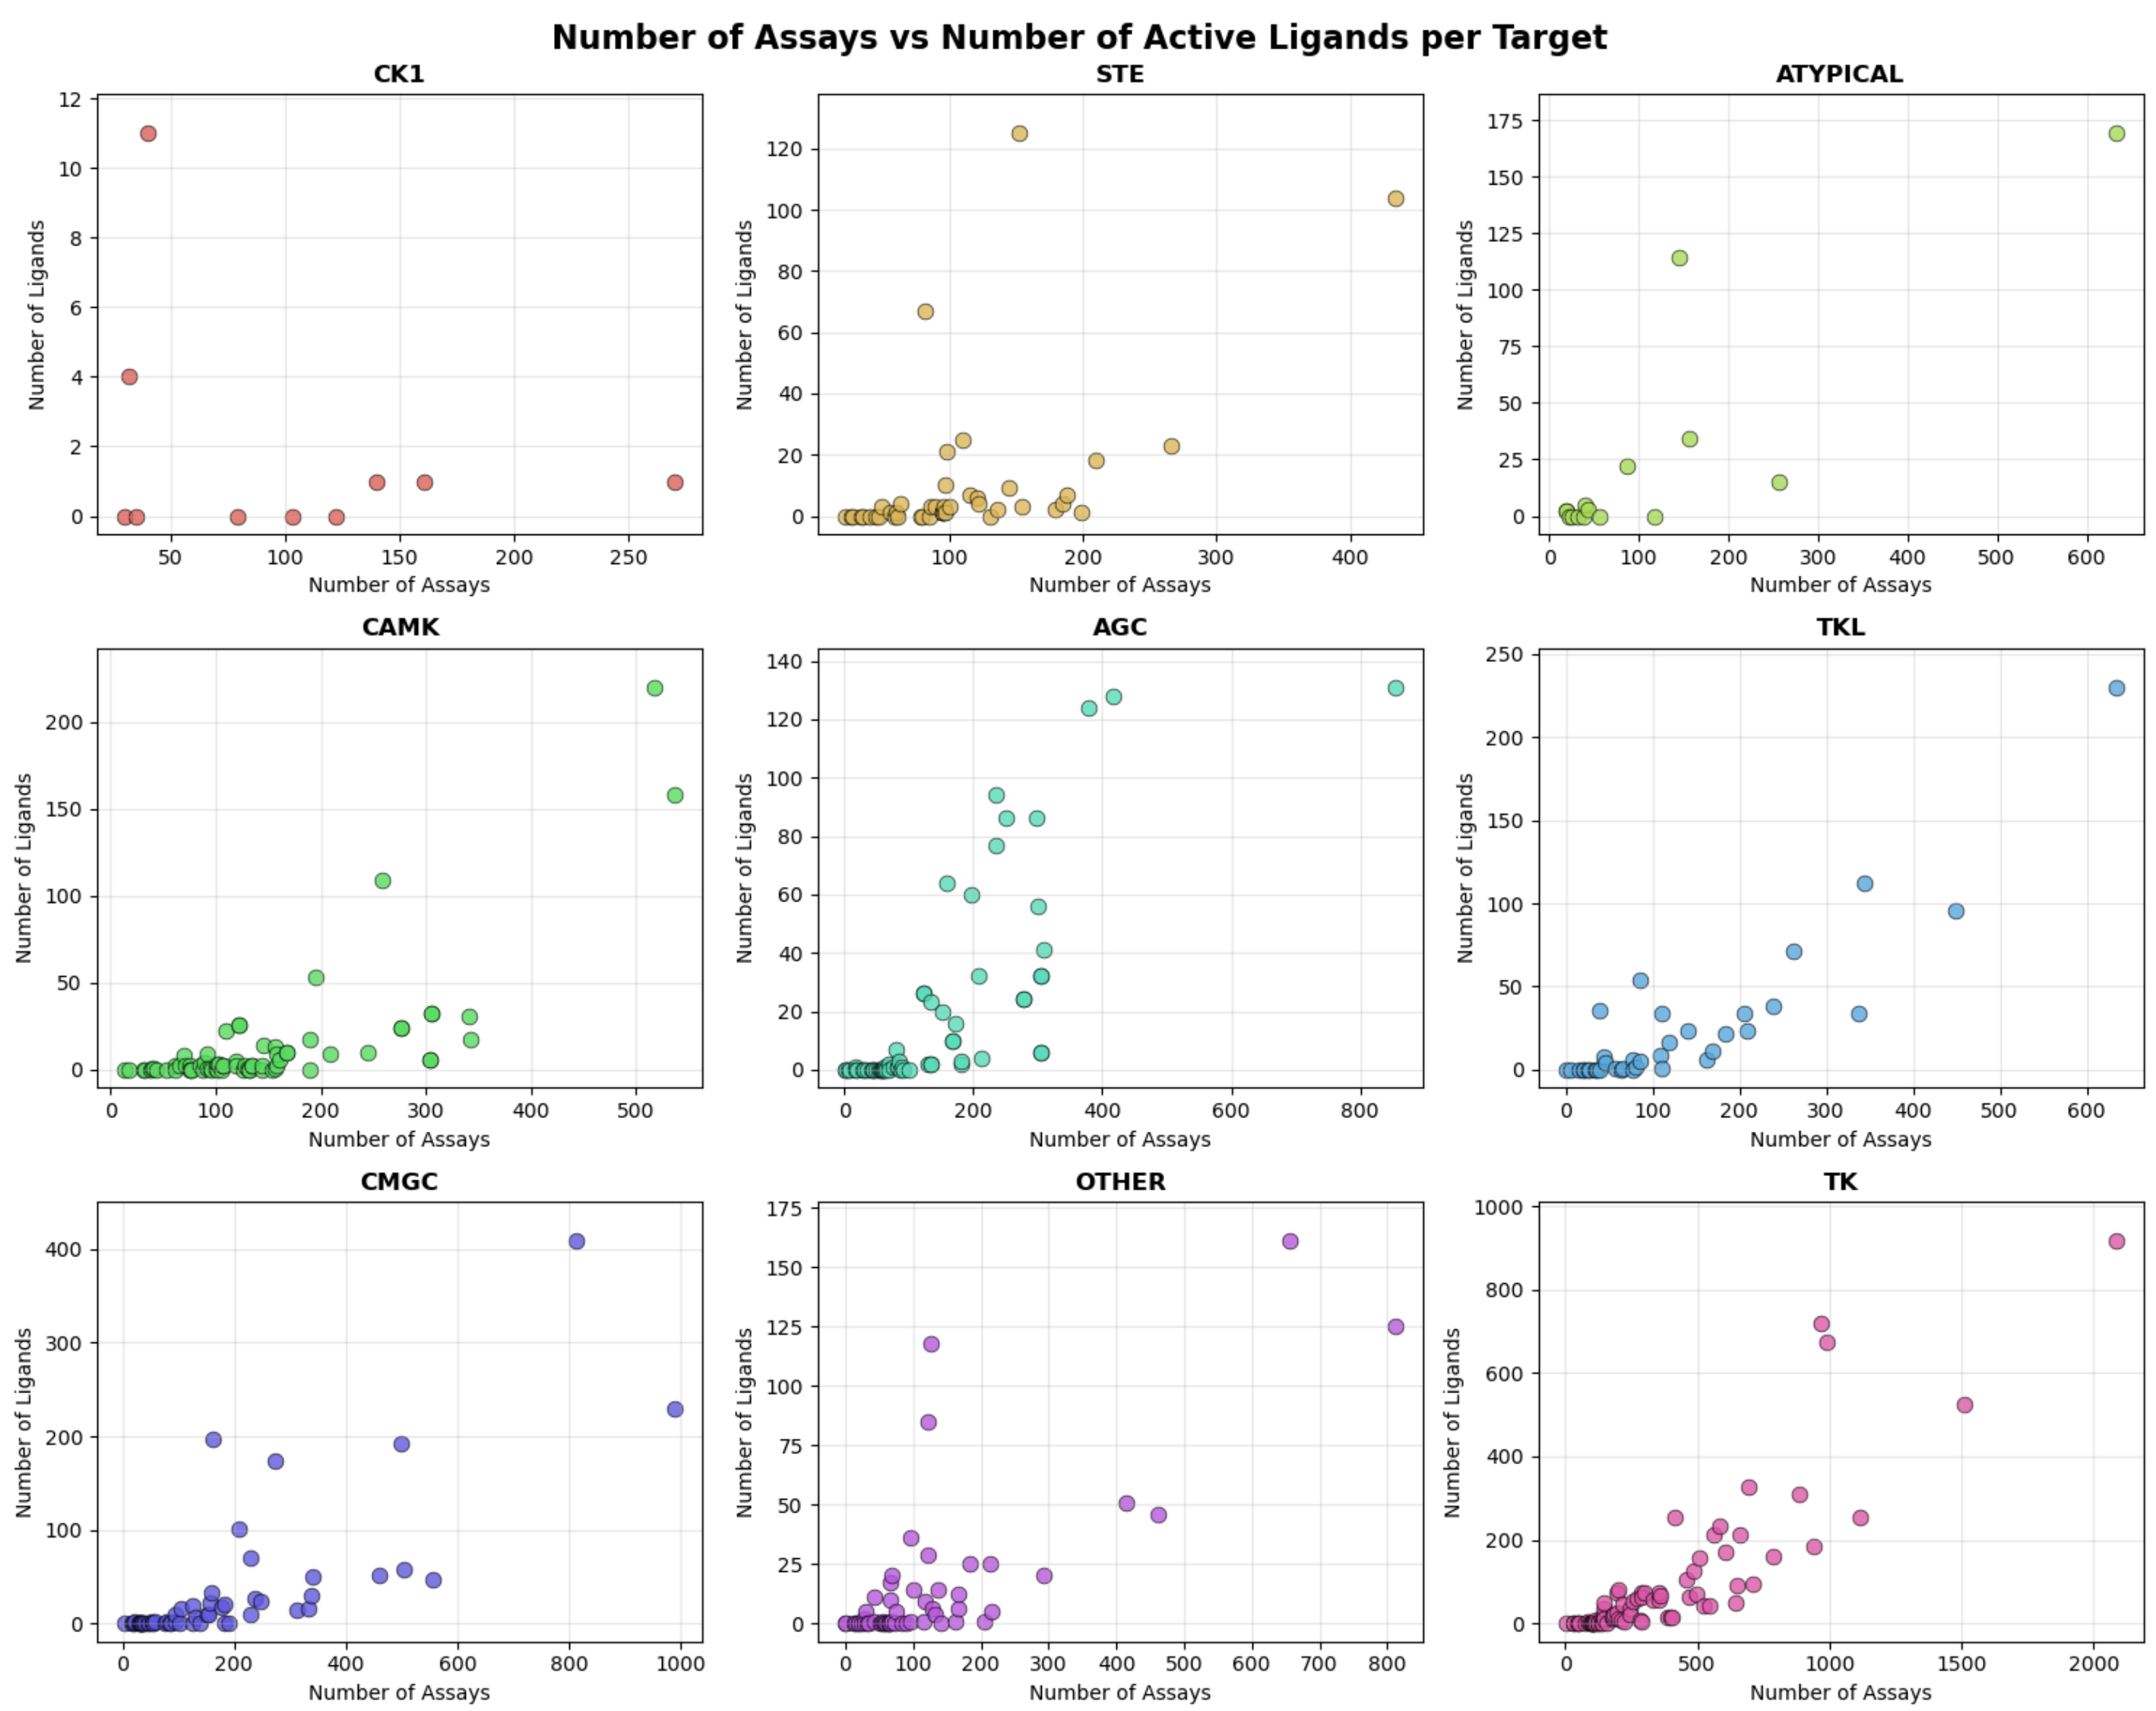 Number of Assays vs Number of Active Ligands per Target
CK1
12
10
8
6
4
2
0
Number of Ligands
50 100 150 200 250
Number of Assays
STE
120
100
80
60
40
20
0
Number of Ligands
100 200 300 400
Number of Assays
ATYPICAL
175
150
125
100
75
50
25
0
Number of Ligands
0 100 200 300 400 500 600
Number of Assays
CAMK
200
150
100
50
0
Number of Ligands
0 100 200 300 400 500
Number of Assays
AGC
140
120
100
80
60
40
20
0
Number of Ligands
0 200 400 600 800
Number of Assays
TKL
250
200
150
100
50
0
Number of Ligands
0 100 200 300 400 500 600
Number of Assays
CMGC
400
300
200
100
0
Number of Ligands
0 200 400 600 800 1000
Number of Assays
OTHER
175
150
125
100
75
50
25
0
Number of Ligands
0 100 200 300 400 500 600 700 800
Number of Assays
TK
1000
800
600
400
200
0
Number of Ligands
0 500 1000 1500 2000
Number of Assays